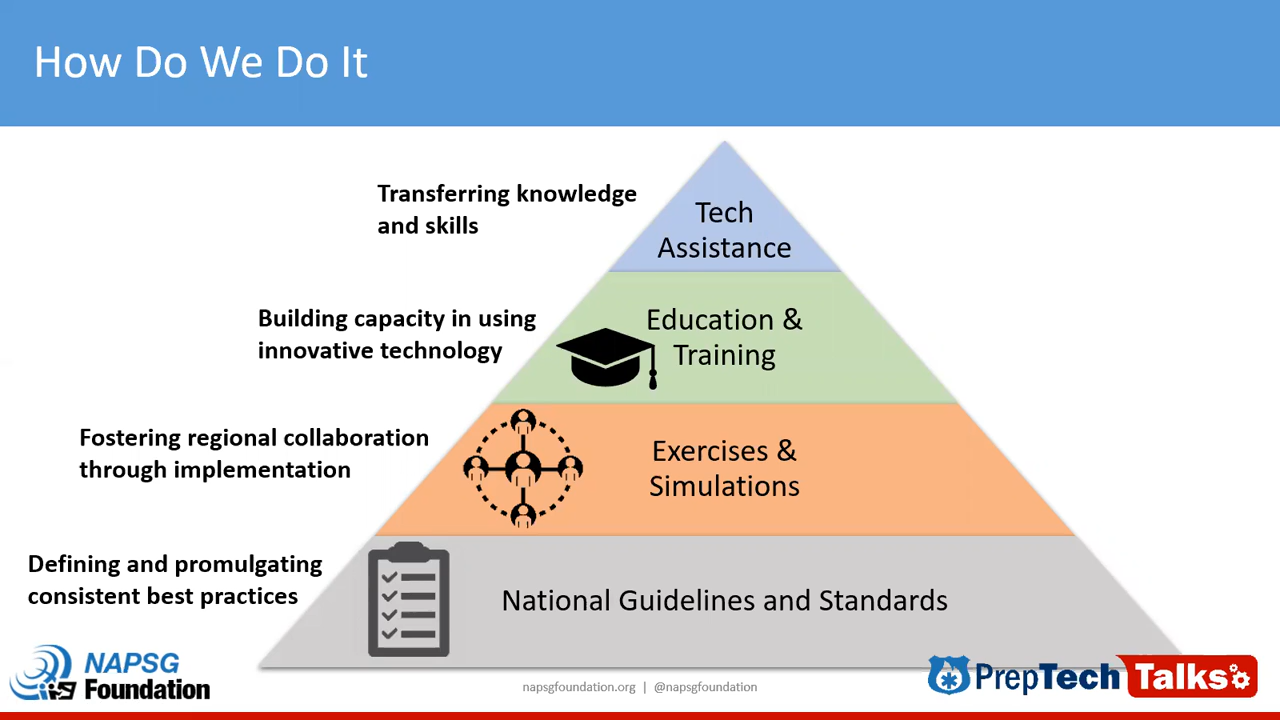 How Do We Do It
Transferring knowledge
and skills
Tech
Assistance
Building capacity in using
innovative technology
Education &
Training
Fostering regional collaboration
through implementation
Exercises &
Simulations
Defining and promulgating
consistent best practices
National Guidelines and Standards
NAPSG
Foundation
napsgfoundation.org | @napsgfoundation
PrepTech Talks